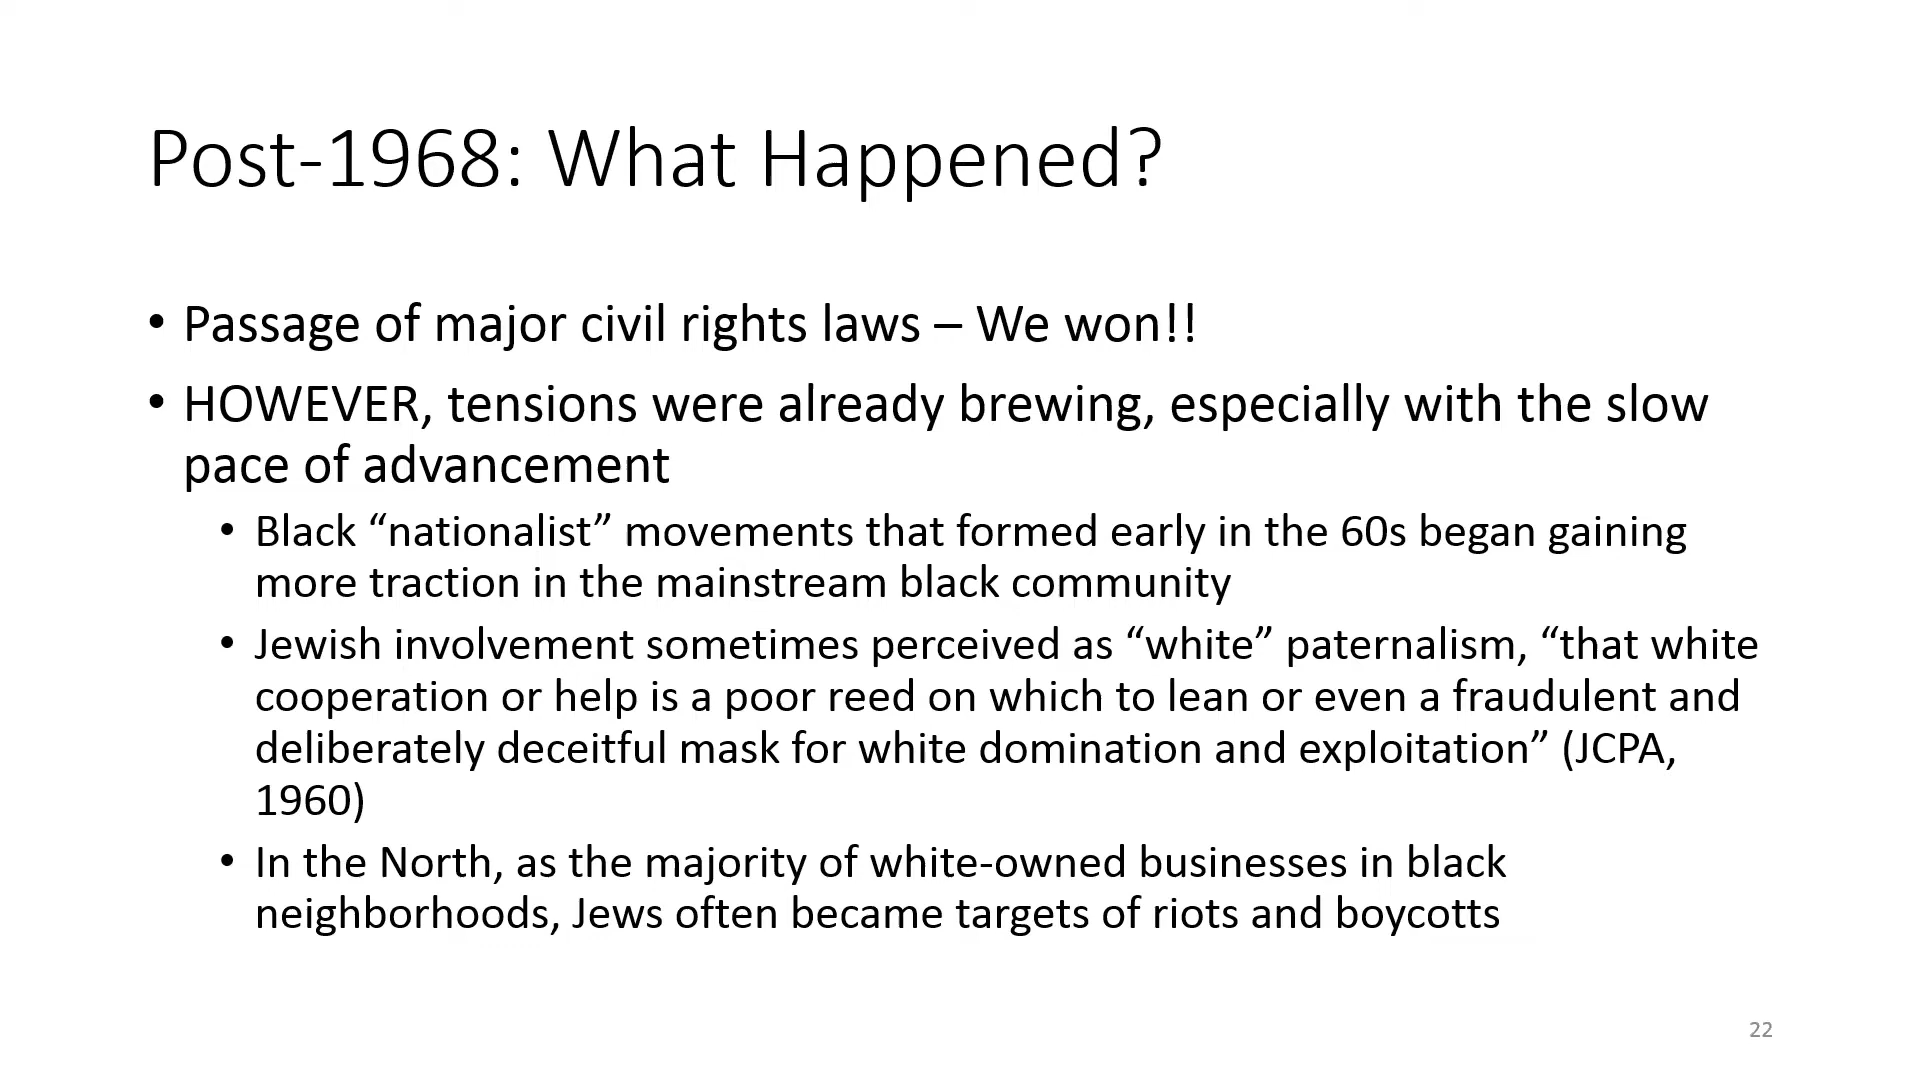 Post-1968: What Happened?
• Passage of major civil rights laws – We won!!
• HOWEVER, tensions were already brewing, especially with the slow
pace of advancement
• Black “nationalist” movements that formed early in the 60s began gaining
more traction in the mainstream black community
• Jewish involvement sometimes perceived as “white” paternalism, “that white
cooperation or help is a poor reed on which to lean or even a fraudulent and
deliberately deceitful mask for white domination and exploitation” (JCPA,
1960)
• In the North, as the majority of white-owned businesses in black
neighborhoods, Jews often became targets of riots and boycotts
22